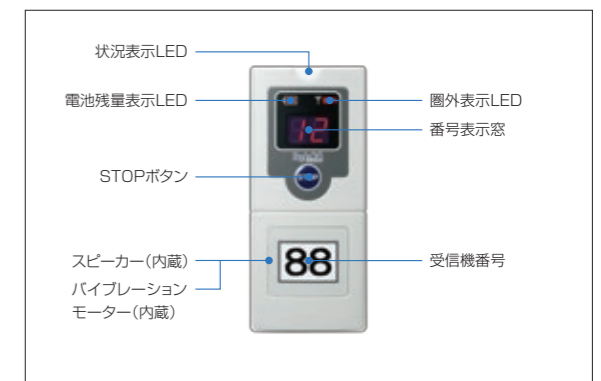 状況表示LED
電池残量表示LED
圏外表示LED
12
番号表示窓
STOPボタン
88
スピーカー(内蔵)
受信機番号
バイブレーション
モーター(内蔵)